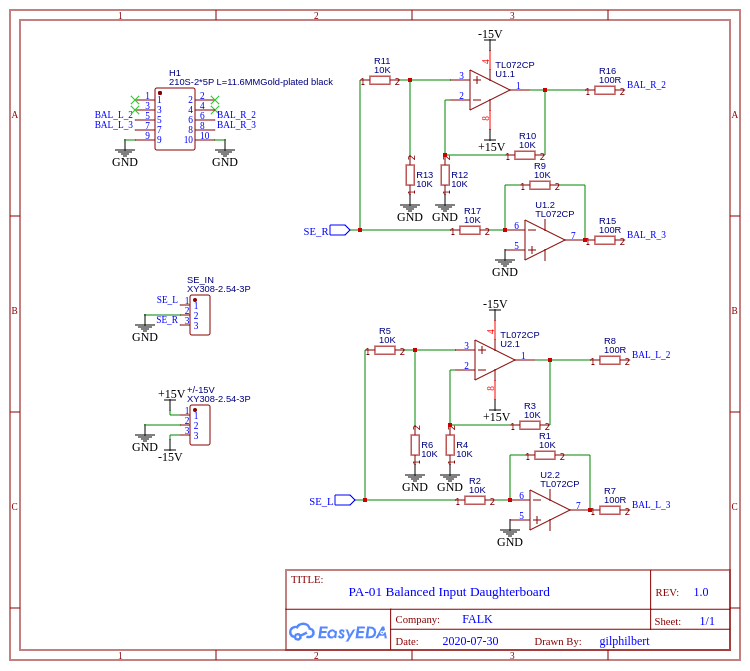 1 2 3
A
B
C
H1
210S-2*5P L=11.6MMGold-plated black
1 1 2 2
3 3 4 4
BAL_L_2 5 5 6 6 BAL_R_2
BAL_L_3 7 7 8 8 BAL_R_3
9 9 10 10
GND GND
-15V
R11
10K
1 2
TL072CP
U1.1
3
2
4
8
1
+15V
R16
100R
1 2
BAL_R_2
R10
10K
1 2
R13
10K
2
1
R12
10K
2
1
GND GND
R9
10K
1 2
SE_R
R17
10K
1 2
U1.2
TL072CP
6
5
7
GND
R15
100R
1 2
BAL_R_3
SE_IN
XY308-2.54-3P
SE_L 1 1
2 2
SE_R 3 3
GND
-15V
R5
10K
1 2
TL072CP
U2.1
3
2
4
8
1
+15V
R8
100R
1 2
BAL_L_2
R3
10K
1 2
+/-15V
XY308-2.54-3P
+15V
1 1
2 2
3 3
GND
-15V
R6
10K
2
1
R4
10K
2
1
GND GND
R1
10K
1 2
SE_L
R2
10K
1 2
U2.2
TL072CP
6
5
7
GND
R7
100R
1 2
BAL_L_3
A
B
C
TITLE:
PA-01 Balanced Input Daughterboard
REV: 1.0
EasyEDA
Company: FALK
Sheet: 1/1
Date: 2020-07-30 Drawn By: gilphilbert
1 2 3